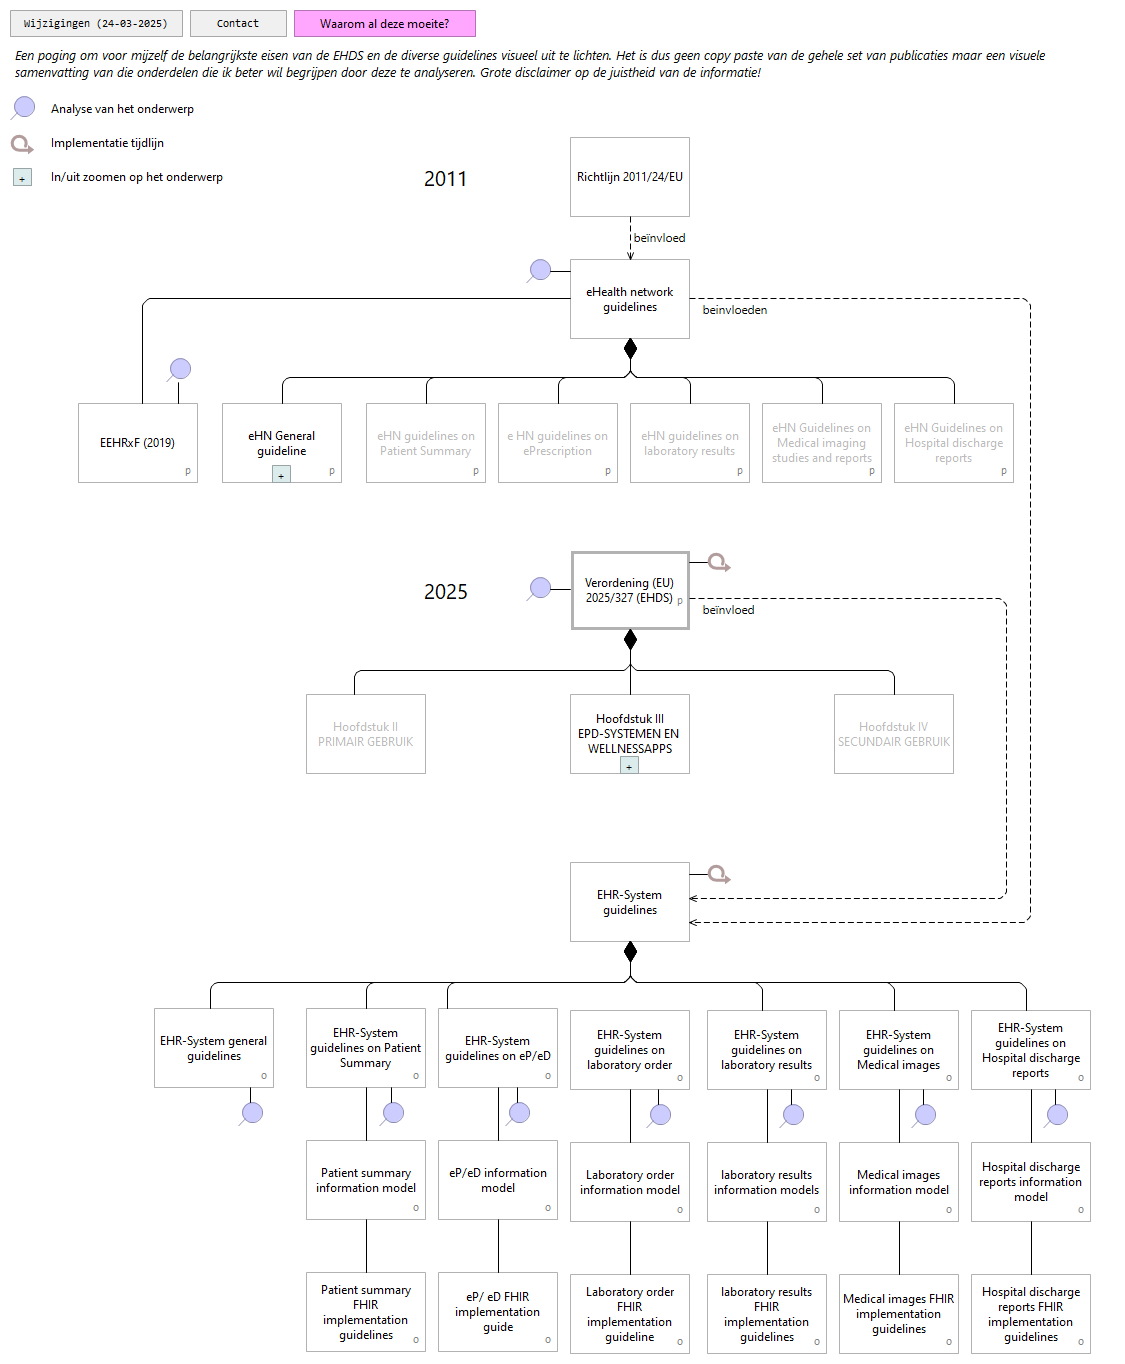 Wijzigingen (24-03-2025)
Contact
Waarom al deze moeite?
Een poging om voor mijzelf de belangrijkste eisen van de EHDS en de diverse guidelines visueel uit te lichten. Het is dus geen copy paste van de gehele set van publicaties maar een visuele
samenvatting van die onderdelen die ik beter wil begrijpen door deze te analyseren. Grote disclaimer op de juistheid van de informatie!
Analyse van het onderwerp
Implementatie tijdlijn
+
In/uit zoomen op het onderwerp
2011
Richtlijn 2011/24/EU
beïnvloed
eHealth network
guidelines
beinvloeden
EEHRxF (2019)
p
eHN General
guideline
+
p
eHN guidelines on
Patient Summary
p
e HN guidelines on
ePrescription
p
eHN guidelines on
laboratory results
p
eHN Guidelines on
Medical imaging
studies and reports
p
eHN Guidelines on
Hospital discharge
reports
p
2025
Verordening (EU)
2025/327 (EHDS)
p
beïnvloed
Hoofdstuk II
PRIMAIR GEBRUIK
Hoofdstuk III
EPD-SYSTEMEN EN
WELLNESSAPPS
+
Hoofdstuk IV
SECUNDAIR GEBRUIK
EHR-System
guidelines
EHR-System general
guidelines
o
EHR-System
guidelines on Patient
Summary
o
EHR-System
guidelines on eP/eD
o
EHR-System
guidelines on
laboratory order
o
EHR-System
guidelines on
laboratory results
o
EHR-System
guidelines on
Medical images
o
EHR-System
guidelines on
Hospital discharge
reports
o
Patient summary
information model
o
eP/eD information
model
o
Laboratory order
information model
o
laboratory results
information models
o
Medical images
information model
o
Hospital discharge
reports information
model
o
Patient summary
FHIR
implementation
guidelines
o
eP/ eD FHIR
implementation
guide
o
Laboratory order
FHIR
implementation
guideline
o
laboratory results
FHIR
implementation
guidelines
o
Medical images FHIR
implementation
guidelines
o
Hospital discharge
reports FHIR
implementation
guidelines
o